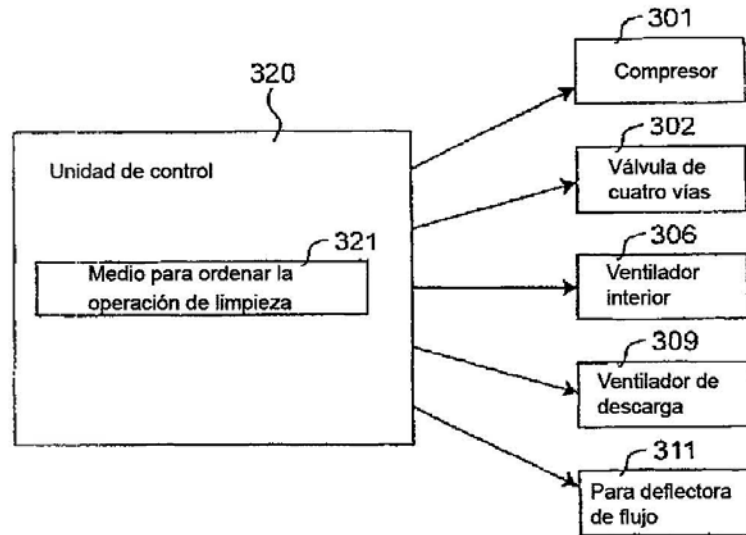 301
Compresor
320
302
Unidad de control
Válvula de
cuatro vías
321
Medio para ordenar la
operación de limpieza
306
Ventilador
interior
309
Ventilador de
descarga
311
Para deflectora
de flujo